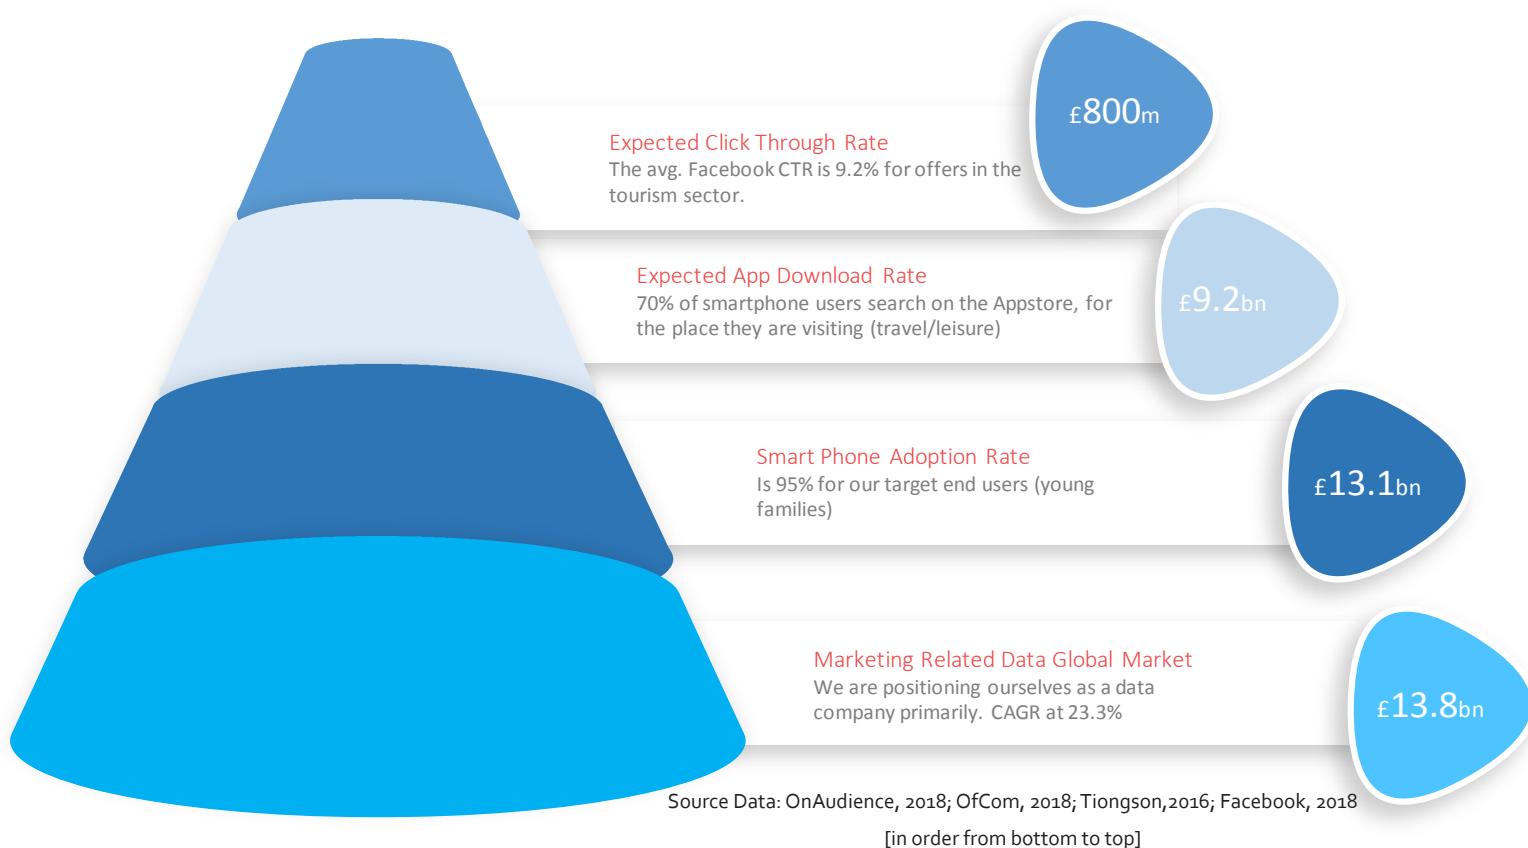 £800m
Expected Click Through Rate
The avg. Facebook CTR is 9.2% for offers in the
tourism sector.
£9.2bn
Expected App Download Rate
70% of smartphone users search on the Appstore, for
the place they are visiting (travel/leisure)
£13.1bn
Smart Phone Adoption Rate
Is 95% for our target end users (young
families)
£13.8bn
Marketing Related Data Global Market
We are positioning ourselves as a data
company primarily. CAGR at 23.3%
Source Data: OnAudience, 2018; OfCom, 2018; Tiongson,2016; Facebook, 2018
[in order from bottom to top]